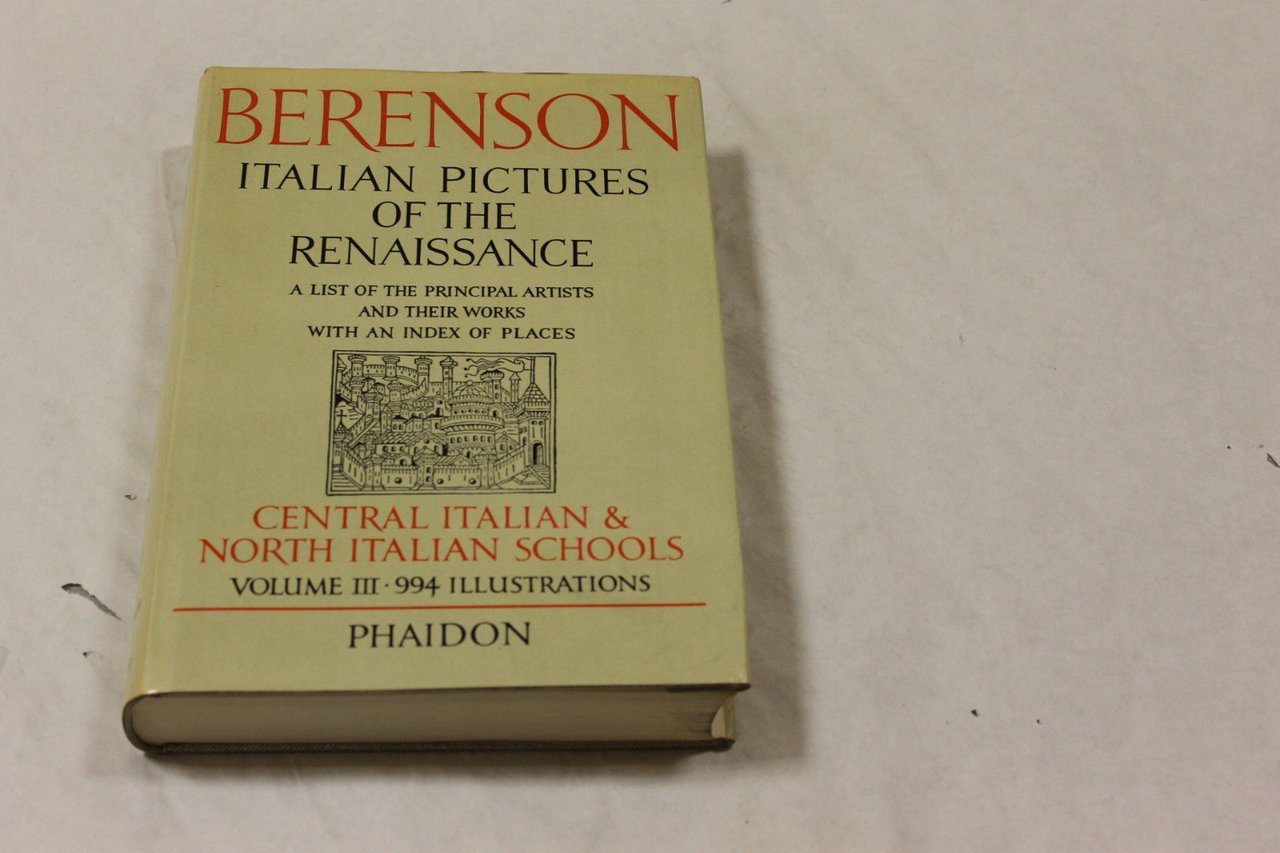 BERENSON
ITALIAN PICTURES
OF THE
RENAISSANCE
A LIST OF THE PRINCIPAL ARTISTS
AND THEIR WORKS
WITH AN INDEX OF PLACES
CENTRAL ITALIAN &
NORTH ITALIAN SCHOOLS
VOLUME III · 994 ILLUSTRATIONS
PHAIDON